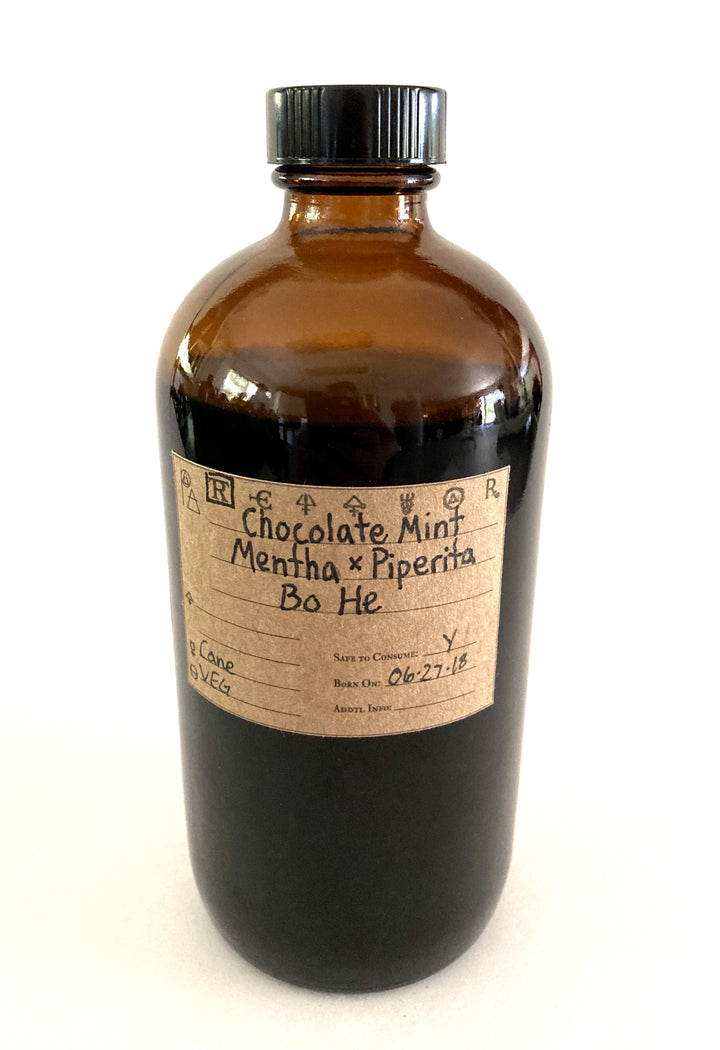 F ℞
Chocolate Mint
Mentha × Piperita
Bo He
Cane
VEG
Safe to Consume: Y
Born On: 06·27·18
Addtl Info: